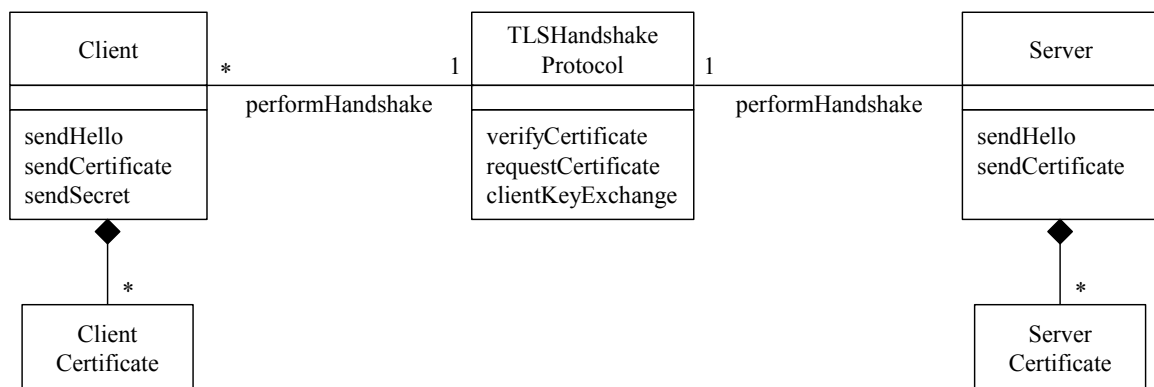 Client
sendHello
sendCertificate
sendSecret
*
performHandshake
1
TLSHandshake
Protocol
verifyCertificate
requestCertificate
clientKeyExchange
1
performHandshake
Server
sendHello
sendCertificate
*
Client
Certificate
*
Server
Certificate